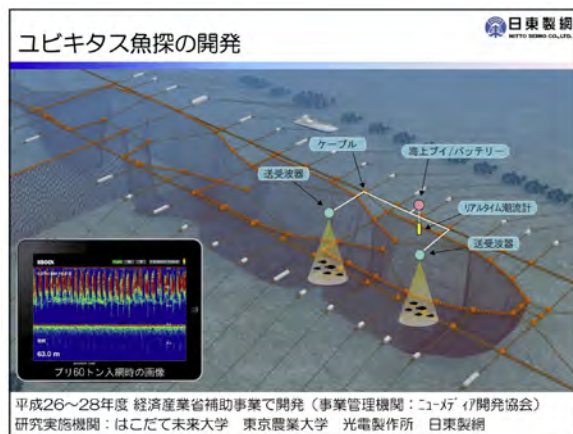 ユビキタス魚探の開発
日東製網
NITTO SEIMO CO.,LTD.
ケーブル
海上ブイ/バッテリー
送受波器
リアルタイム潮流計
送受波器
KODEN
63.0 m
ブリ60トン入網時の画像
平成26～28年度 経済産業省補助事業で開発（事業管理機関：ニューメディア開発協会）
研究実施機関：はこだて未来大学　東京農業大学　光電製作所　日東製網